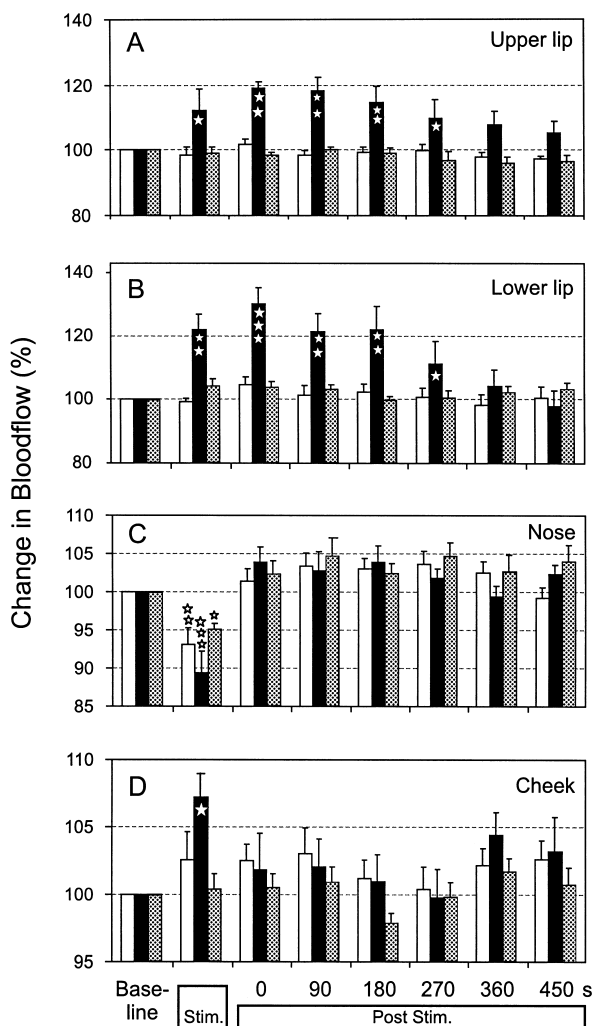 Change in Bloodflow (%)
A
Upper lip
140
120
100
80
B
Lower lip
140
120
100
80
C
Nose
110
105
100
95
90
85
D
Cheek
110
105
100
95
Base-
line
Stim.
0 90 180 270 360 450 s
Post Stim.